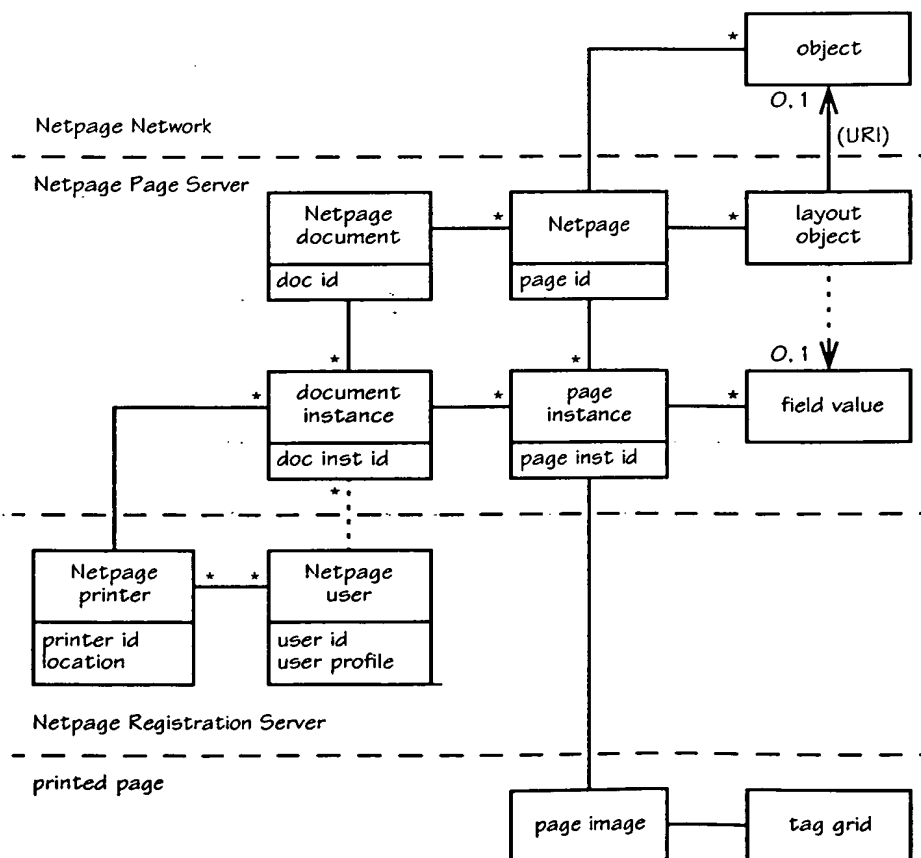 *
object
0, 1
(URI)
Netpage Network
Netpage Page Server
Netpage
document
doc id
*
Netpage
page id
*
layout
object
*
*
0, 1
*
document
instance
doc inst id
*
page
instance
page inst id
*
field value
*
Netpage
printer
printer id
location
*
*
Netpage
user
user id
user profile
Netpage Registration Server
printed page
page image
tag grid